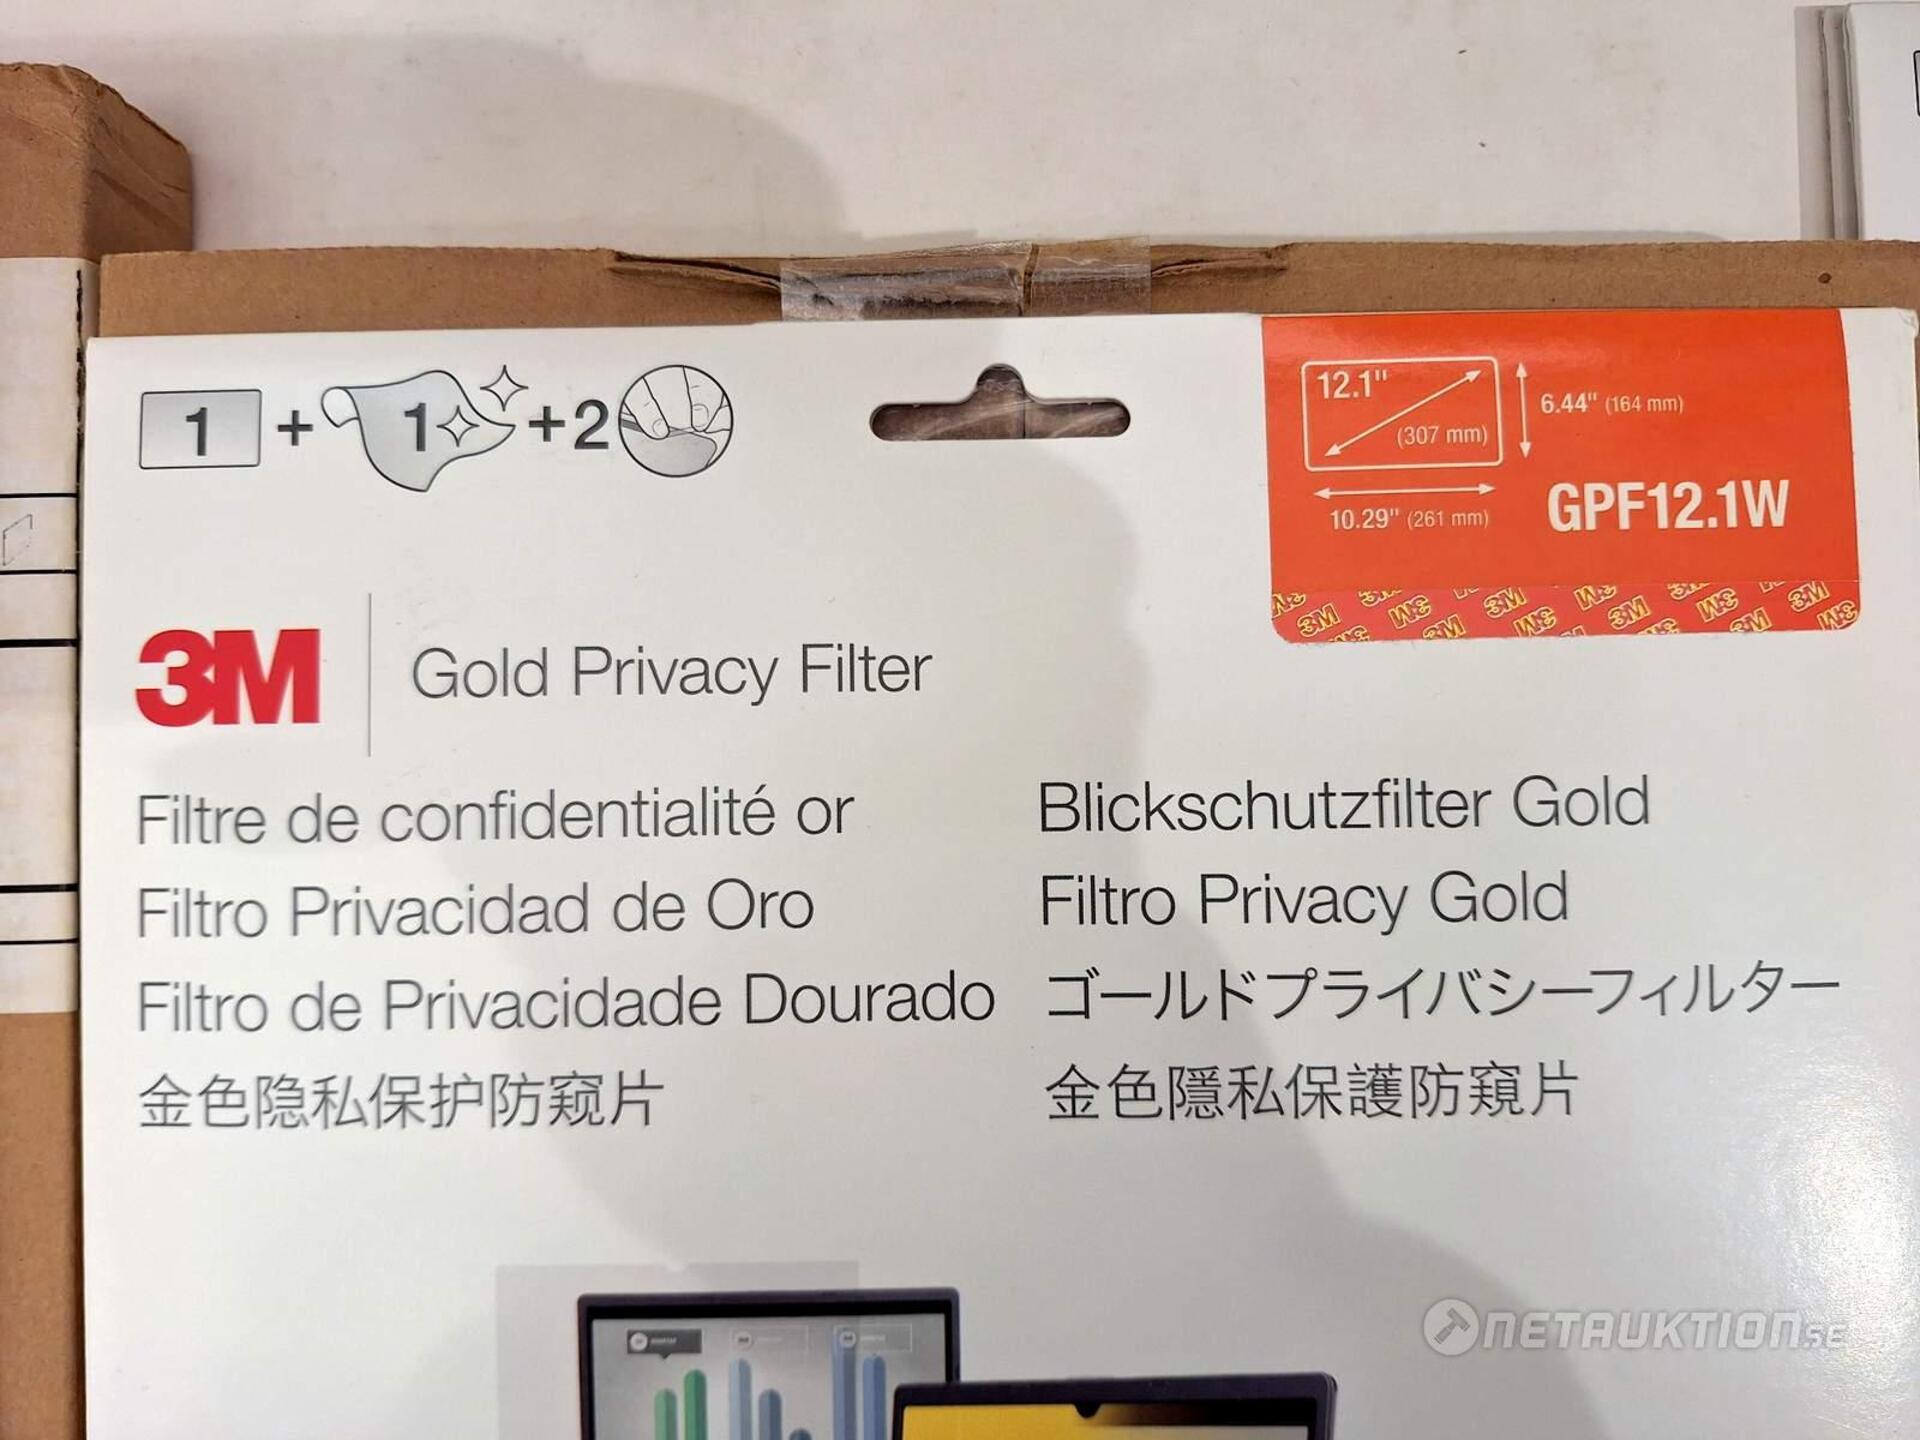 1 + 1 + 2
12.1"
(307 mm)
6.44" (164 mm)
10.29" (261 mm)
GPF12.1W
3M
Gold Privacy Filter
Filtre de confidentialité or
Filtro Privacidad de Oro
Filtro de Privacidade Dourado
金色隐私保护防窥片
Blickschutzfilter Gold
Filtro Privacy Gold
ゴールドプライバシーフィルター
金色隱私保護防窺片
NETAUKTION.SE